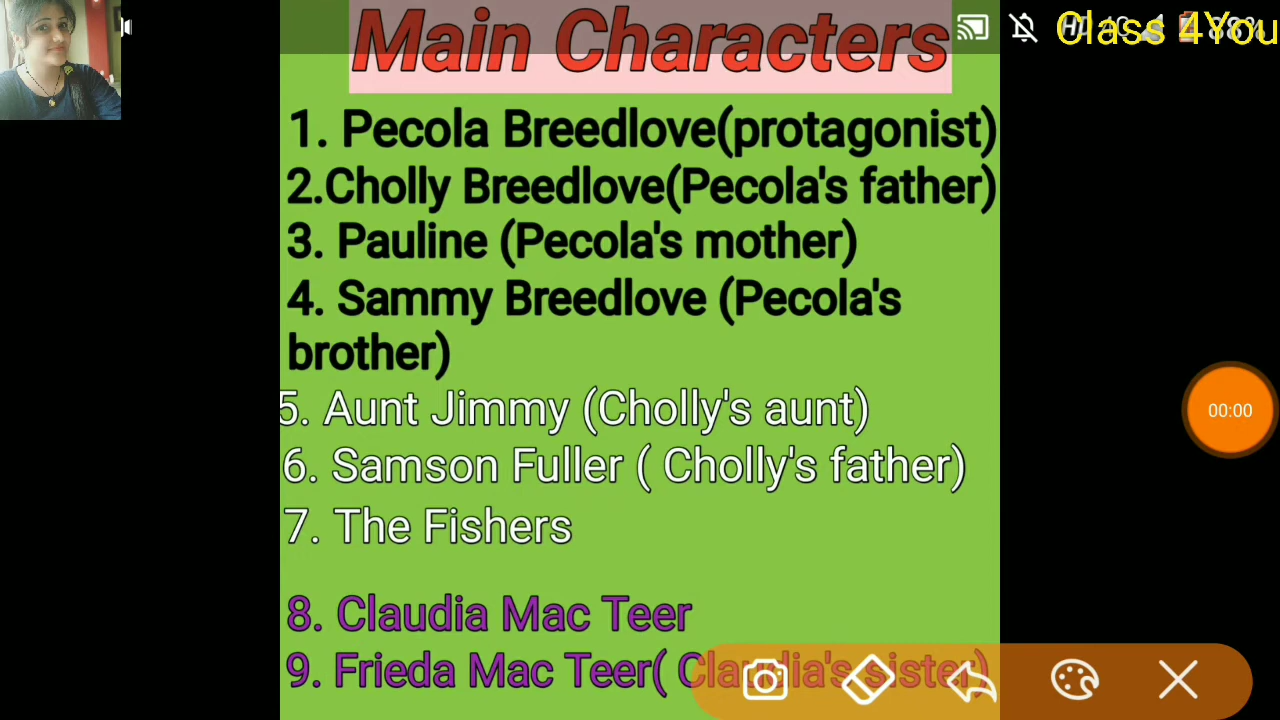 Main Characters
Class 4You
1. Pecola Breedlove(protagonist)
2.Cholly Breedlove(Pecola's father)
3. Pauline (Pecola's mother)
4. Sammy Breedlove (Pecola's
brother)
5. Aunt Jimmy (Cholly's aunt)
00:00
6. Samson Fuller ( Cholly's father)
7. The Fishers
8. Claudia Mac Teer
9. Frieda Mac Teer( Claudia's sister)